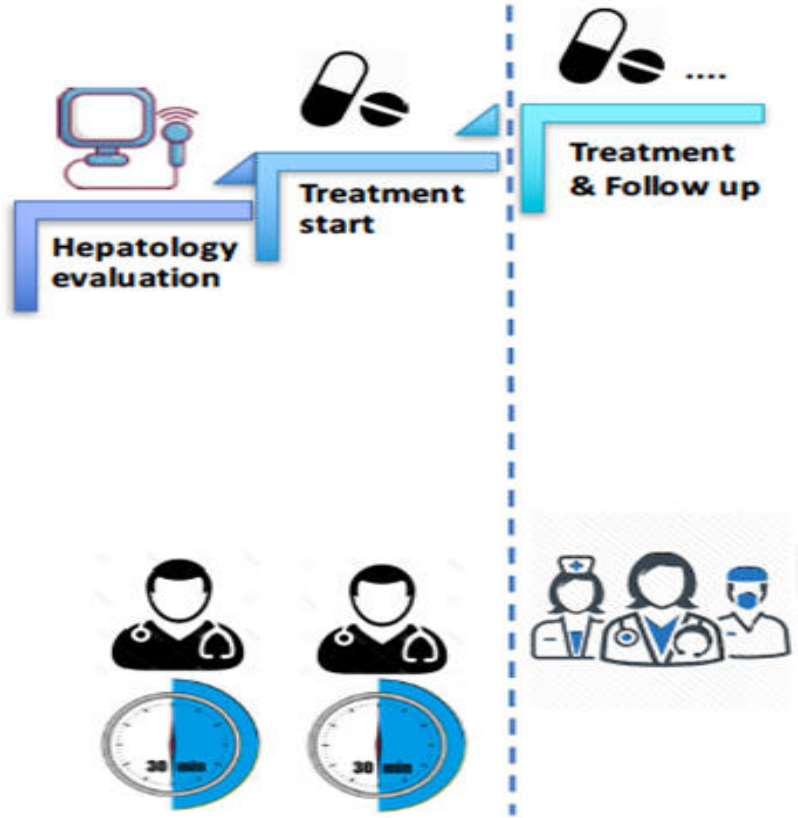 ....
Treatment
& Follow up
Treatment
start
Hepatology
evaluation
30 min
30 min